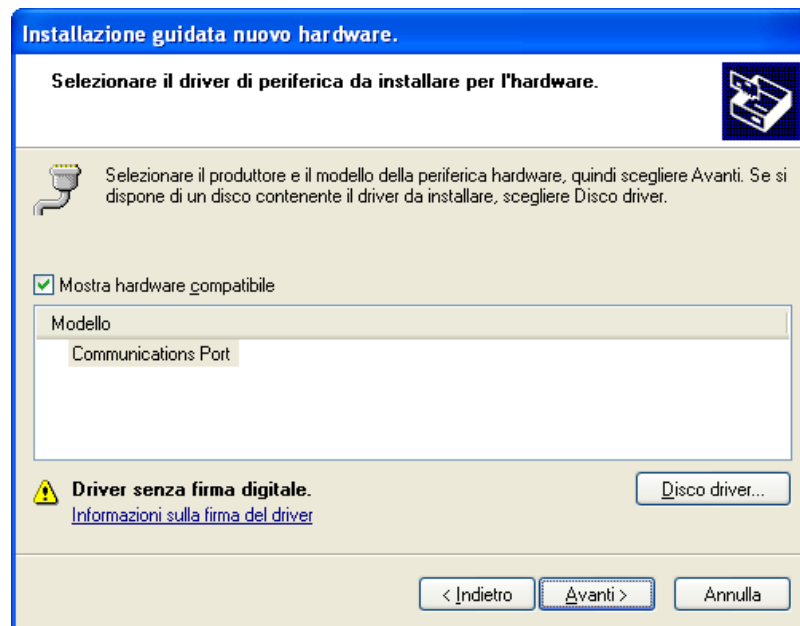 Installazione guidata nuovo hardware.
Selezionare il driver di periferica da installare per l'hardware.
Selezionare il produttore e il modello della periferica hardware, quindi scegliere Avanti. Se si
dispone di un disco contenente il driver da installare, scegliere Disco driver.
Mostra hardware compatibile
Modello
Communications Port
Driver senza firma digitale.
Disco driver...
Informazioni sulla firma del driver
< Indietro
Avanti >
Annulla